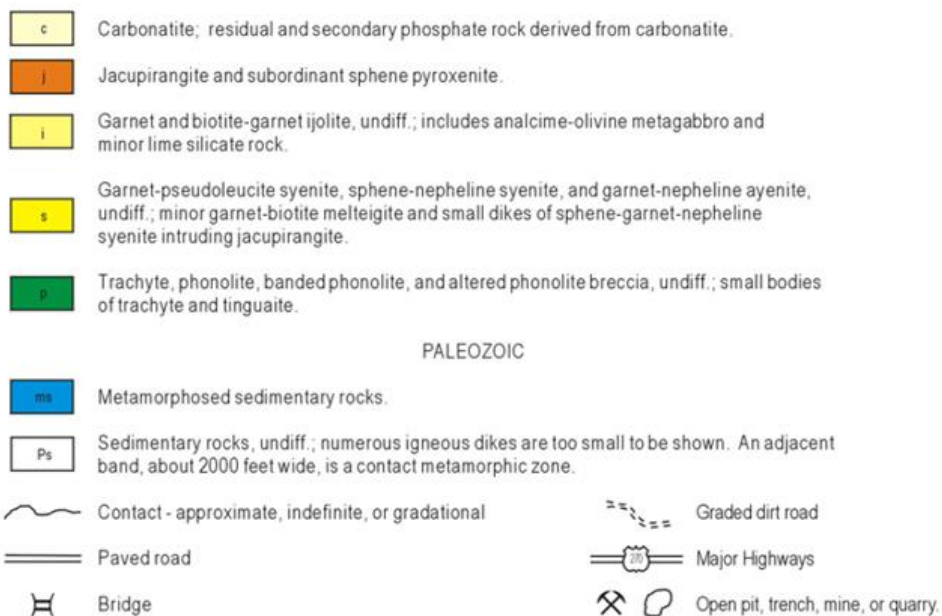 c Carbonatite; residual and secondary phosphate rock derived from carbonatite.
j Jacupirangite and subordinant sphene pyroxenite.
i Garnet and biotite-garnet ijolite, undiff.; includes analcime-olivine metagabbro and
minor lime silicate rock.
s Garnet-pseudoleucite syenite, sphene-nepheline syenite, and garnet-nepheline ayenite,
undiff.; minor garnet-biotite melteigite and small dikes of sphene-garnet-nepheline
syenite intruding jacupirangite.
p Trachyte, phonolite, banded phonolite, and altered phonolite breccia, undiff.; small bodies
of trachyte and tinguaite.
PALEOZOIC
ms Metamorphosed sedimentary rocks.
Ps Sedimentary rocks, undiff.; numerous igneous dikes are too small to be shown. An adjacent
band, about 2000 feet wide, is a contact metamorphic zone.
Contact - approximate, indefinite, or gradational
Graded dirt road
Paved road
270 Major Highways
Bridge
Open pit, trench, mine, or quarry.